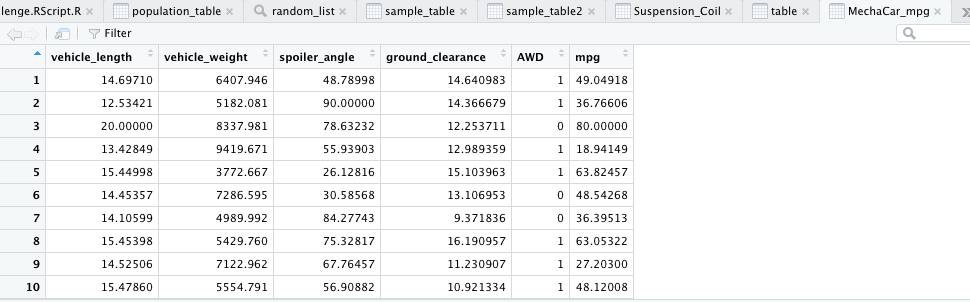 lenge.RScript.R population_table random_list sample_table sample_table2 Suspension_Coil table MechaCar_mpg
Filter
vehicle_length vehicle_weight spoiler_angle ground_clearance AWD mpg
1 14.69710 6407.946 48.78998 14.640983 1 49.04918
2 12.53421 5182.081 90.00000 14.366679 1 36.76606
3 20.00000 8337.981 78.63232 12.253711 0 80.00000
4 13.42849 9419.671 55.93903 12.989359 1 18.94149
5 15.44998 3772.667 26.12816 15.103963 1 63.82457
6 14.45357 7286.595 30.58568 13.106953 0 48.54268
7 14.10599 4989.992 84.27743 9.371836 0 36.39513
8 15.45398 5429.760 75.32817 16.190957 1 63.05322
9 14.52506 7122.962 67.76457 11.230907 1 27.20300
10 15.47860 5554.791 56.90882 10.921334 1 48.12008